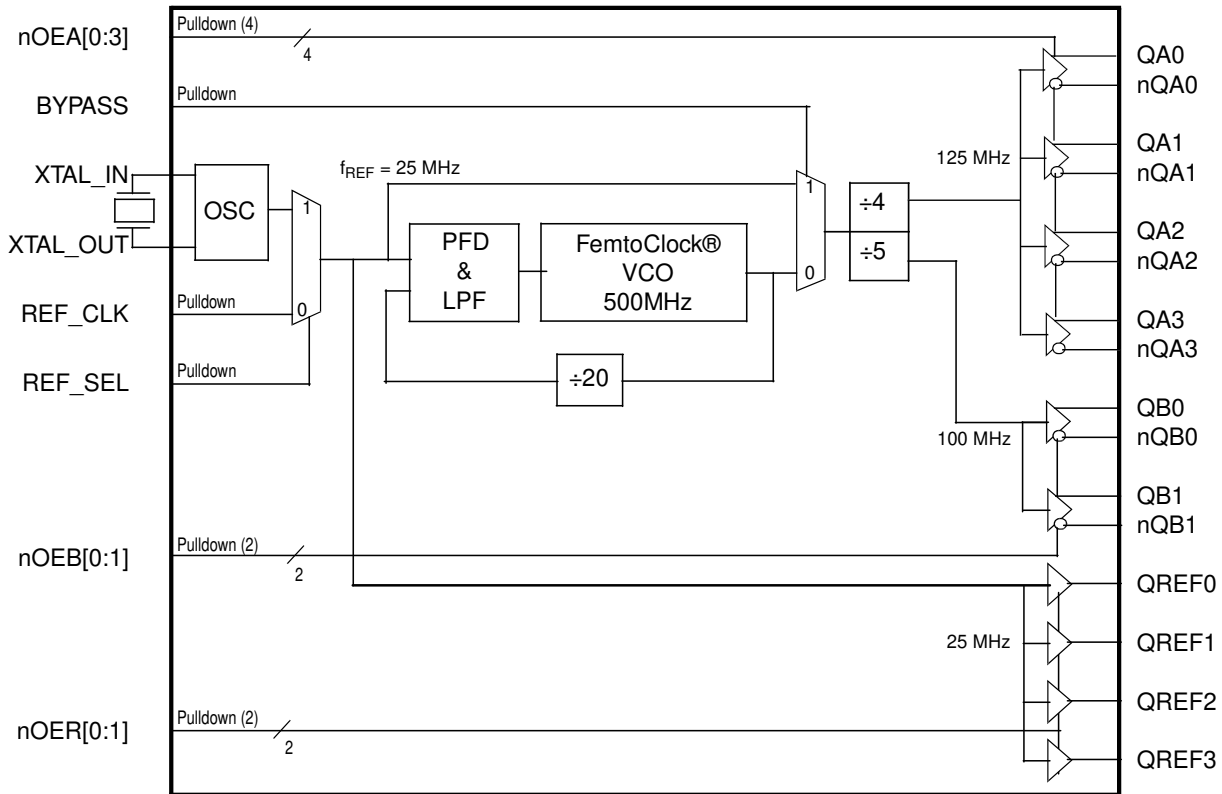 nOEA[0:3]
Pulldown (4)
4
QA0
nQA0
BYPASS
Pulldown
QA1
nQA1
125 MHz
XTAL_IN
OSC
XTAL_OUT
1
0
fREF = 25 MHz
PFD
&
LPF
FemtoClock®
VCO
500MHz
1
0
÷4
÷5
QA2
nQA2
REF_CLK
Pulldown
QA3
nQA3
REF_SEL
Pulldown
÷20
QB0
nQB0
100 MHz
QB1
nQB1
nOEB[0:1]
Pulldown (2)
2
QREF0
25 MHz
QREF1
QREF2
nOER[0:1]
Pulldown (2)
2
QREF3